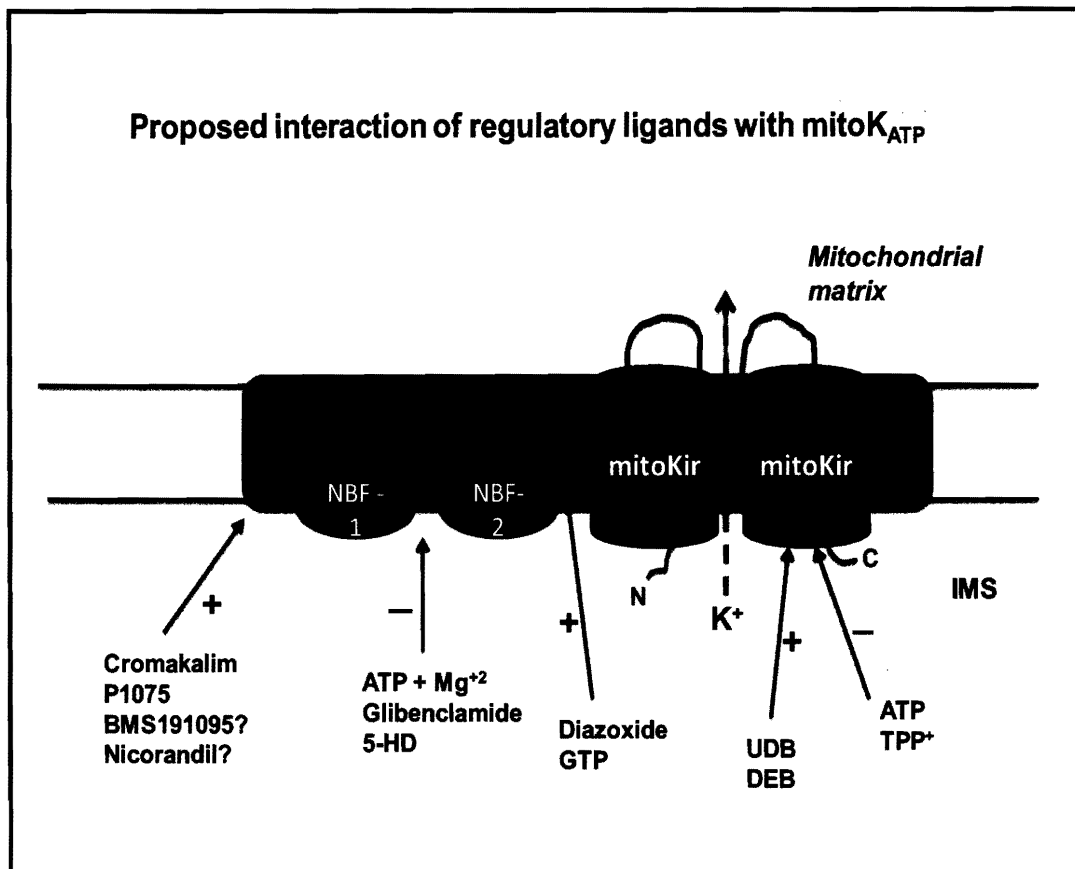 Proposed interaction of regulatory ligands with mitoK_ATP
Mitochondrial
matrix
mitoKir
mitoKir
NBF -
1
NBF-
2
N
C
K⁺
IMS
+
−
+
+
−
Cromakalim
P1075
BMS191095?
Nicorandil?
ATP + Mg⁺²
Glibenclamide
5-HD
Diazoxide
GTP
UDB
DEB
ATP
TPP⁺